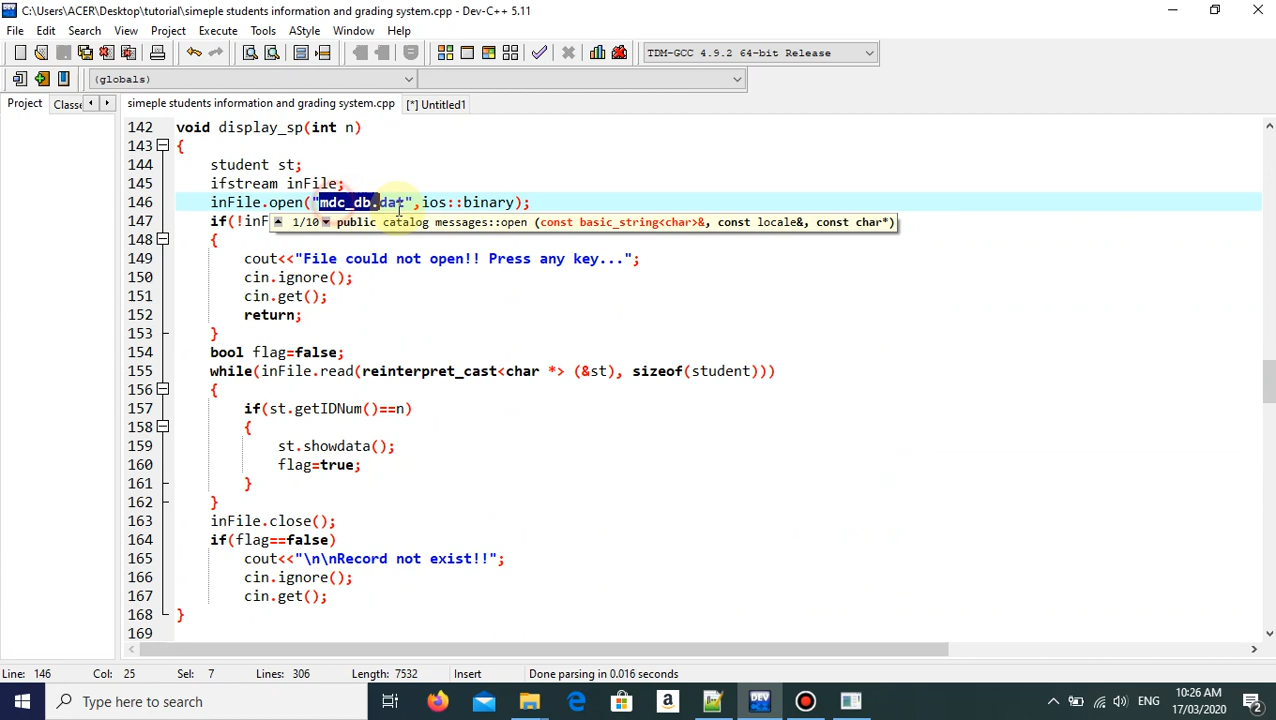 C:\Users\ACER\Desktop\tutorial\simeple students information and grading system.cpp - Dev-C++ 5.11
File Edit Search View Project Execute Tools AStyle Window Help
TDM-GCC 4.9.2 64-bit Release
(globals)
Project Classe simeple students information and grading system.cpp [*] Untitled1
142 void display_sp(int n)
143 {
144 student st;
145 ifstream inFile;
146 inFile.open("mdc_db.dat",ios::binary);
147 if(!inF
1/10 public catalog messages::open (const basic_string<char>&, const locale&, const char*)
148 {
149 cout<<"File could not open!! Press any key...";
150 cin.ignore();
151 cin.get();
152 return;
153 }
154 bool flag=false;
155 while(inFile.read(reinterpret_cast<char *> (&st), sizeof(student)))
156 {
157 if(st.getIDNum()==n)
158 {
159 st.showdata();
160 flag=true;
161 }
162 }
163 inFile.close();
164 if(flag==false)
165 cout<<"\n\nRecord not exist!!";
166 cin.ignore();
167 cin.get();
168 }
169
Line: 146 Col: 25 Sel: 7 Lines: 306 Length: 7532 Insert Done parsing in 0.016 seconds
Type here to search
DEV
ENG
10:26 AM
17/03/2020
2